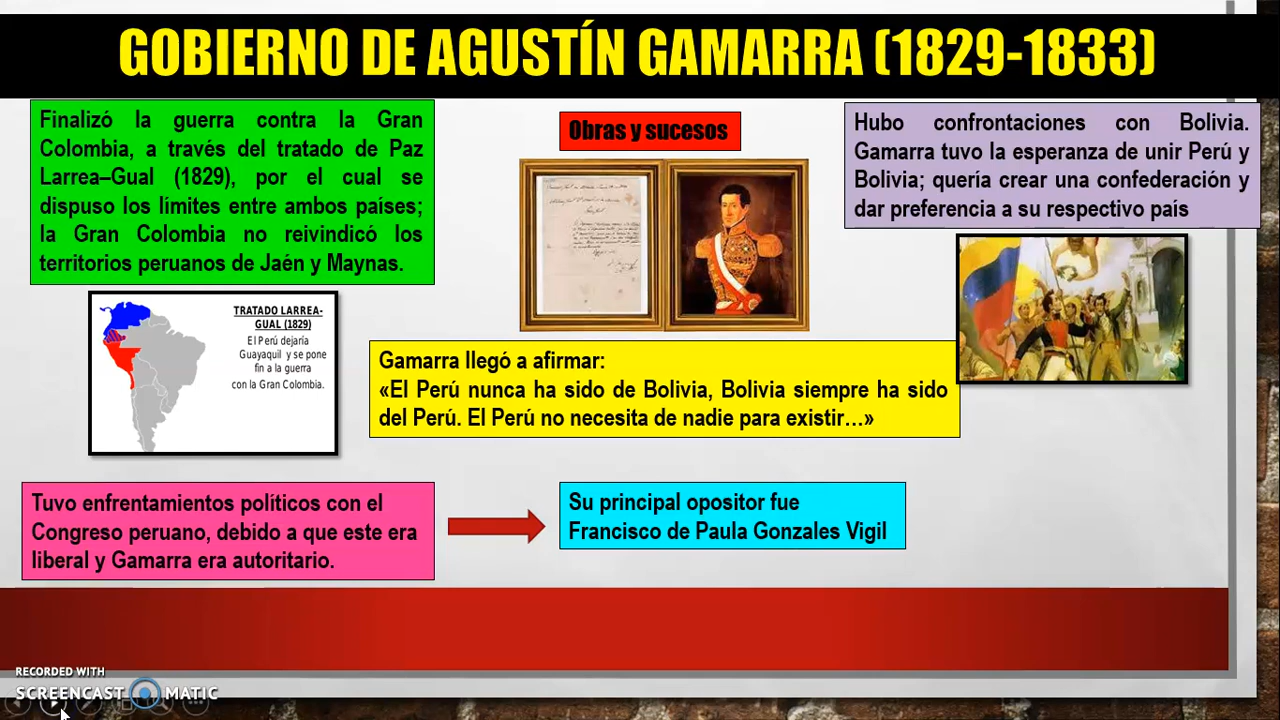 GOBIERNO DE AGUSTÍN GAMARRA (1829-1833)
Finalizó la guerra contra la Gran
Colombia, a través del tratado de Paz
Larrea–Gual (1829), por el cual se
dispuso los límites entre ambos países;
la Gran Colombia no reivindicó los
territorios peruanos de Jaén y Maynas.
Obras y sucesos
Hubo confrontaciones con Bolivia.
Gamarra tuvo la esperanza de unir Perú y
Bolivia; quería crear una confederación y
dar preferencia a su respectivo país
TRATADO LARREA-
GUAL (1829)
El Perú dejaría
Guayaquil y se pone
fin a la guerra
con la Gran Colombia.
Gamarra llegó a afirmar:
«El Perú nunca ha sido de Bolivia, Bolivia siempre ha sido
del Perú. El Perú no necesita de nadie para existir…»
Tuvo enfrentamientos políticos con el
Congreso peruano, debido a que este era
liberal y Gamarra era autoritario.
Su principal opositor fue
Francisco de Paula Gonzales Vigil
RECORDED WITH
SCREENCAST MATIC